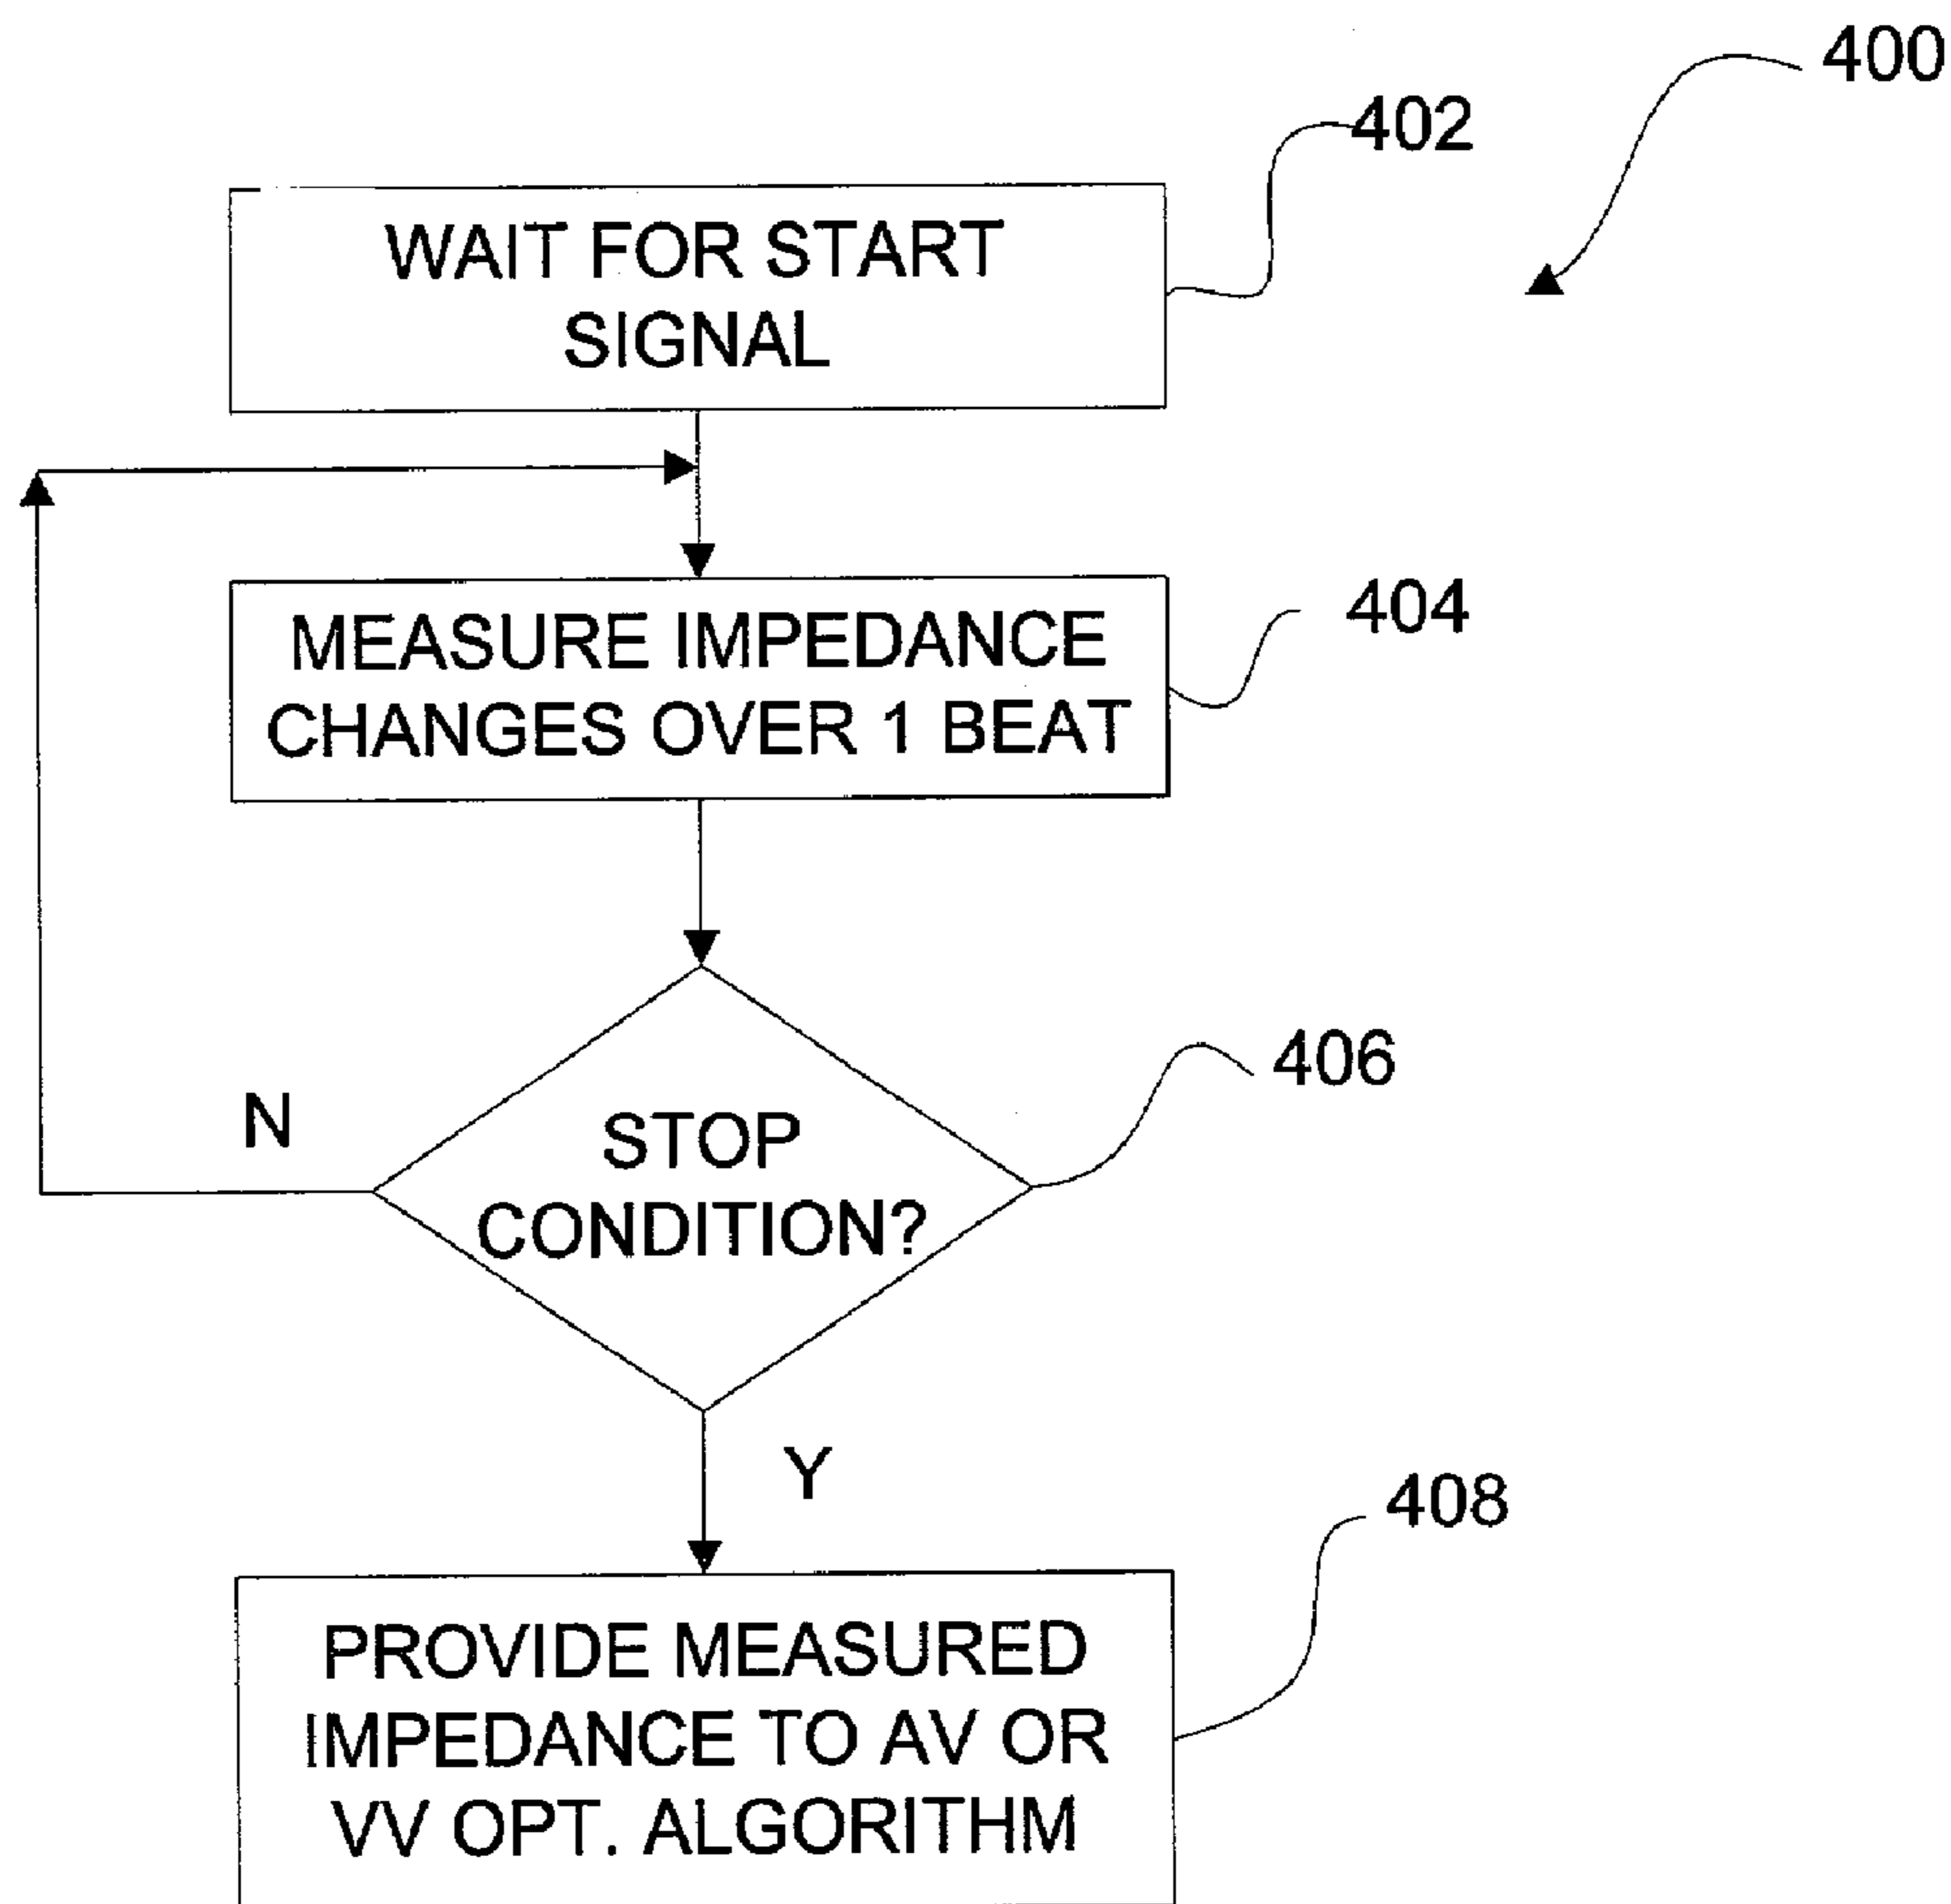 400
402
WAIT FOR START
SIGNAL
MEASURE IMPEDANCE
CHANGES OVER 1 BEAT
404
406
N
STOP
CONDITION?
Y
408
PROVIDE MEASURED
IMPEDANCE TO AV OR
VV OPT. ALGORITHM